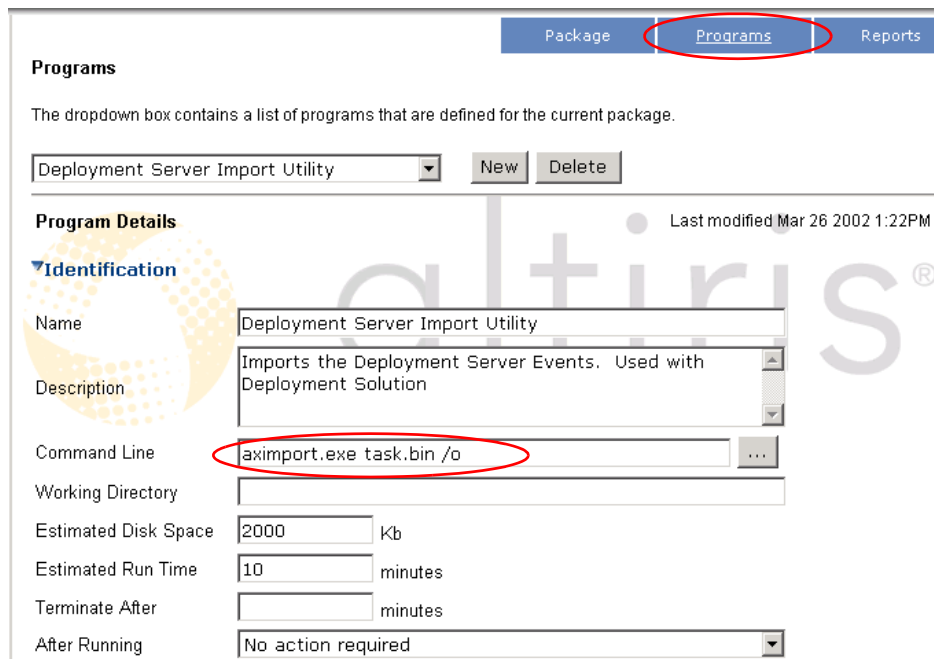 Package Programs Reports
Programs
The dropdown box contains a list of programs that are defined for the current package.
Deployment Server Import Utility New Delete
Program Details Last modified Mar 26 2002 1:22PM
altiris®
Identification
Name Deployment Server Import Utility
Description Imports the Deployment Server Events. Used with
Deployment Solution
Command Line aximport.exe task.bin /o ...
Working Directory
Estimated Disk Space 2000 Kb
Estimated Run Time 10 minutes
Terminate After minutes
After Running No action required